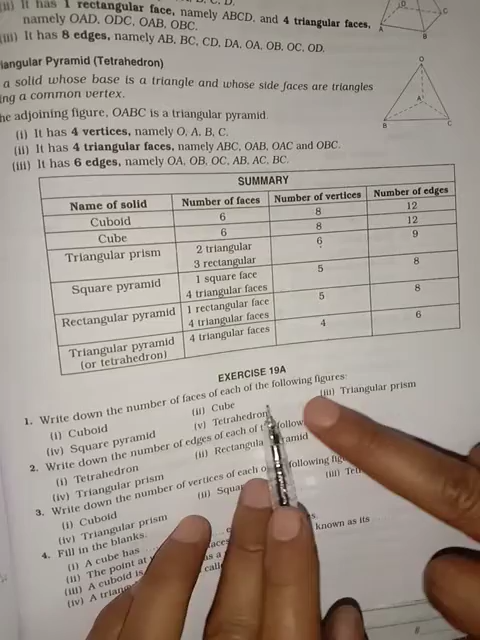 (ii) It has 1 rectangular face, namely ABCD, and 4 triangular faces,
namely OAD, ODC, OAB, OBC.
(iii) It has 8 edges, namely AB, BC, CD, DA, OA, OB, OC, OD.
A
B
C
iangular Pyramid (Tetrahedron)
a solid whose base is a triangle and whose side faces are triangles
ng a common vertex.
he adjoining figure, OABC is a triangular pyramid.
(i) It has 4 vertices, namely O, A, B, C.
(ii) It has 4 triangular faces, namely ABC, OAB, OAC and OBC.
(iii) It has 6 edges, namely OA, OB, OC, AB, AC, BC.
O
A
B
C
SUMMARY
Name of solid Number of faces Number of vertices Number of edges
Cuboid 6 8 12
Cube 6 8 12
Triangular prism 2 triangular 6 9
3 rectangular
Square pyramid 1 square face 5 8
4 triangular faces
Rectangular pyramid 1 rectangular face 5 8
4 triangular faces
Triangular pyramid 4 triangular faces 4 6
(or tetrahedron)
EXERCISE 19A
1. Write down the number of faces of each of the following figures:
(i) Cuboid (ii) Cube (iii) Triangular prism
(iv) Square pyramid (v) Tetrahedron
2. Write down the number of edges of each of follow
(i) Tetrahedron (ii) Rectangula amid
(iv) Triangular prism
3. Write down the number of vertices of each o following fig
(i) Cuboid (ii) Squar (iii) Tet
(iv) Triangular prism
4. Fill in the blanks.
(i) A cube has faces
(ii) The point at known as its
(iii) A cuboid is is a
(iv) A triang calle